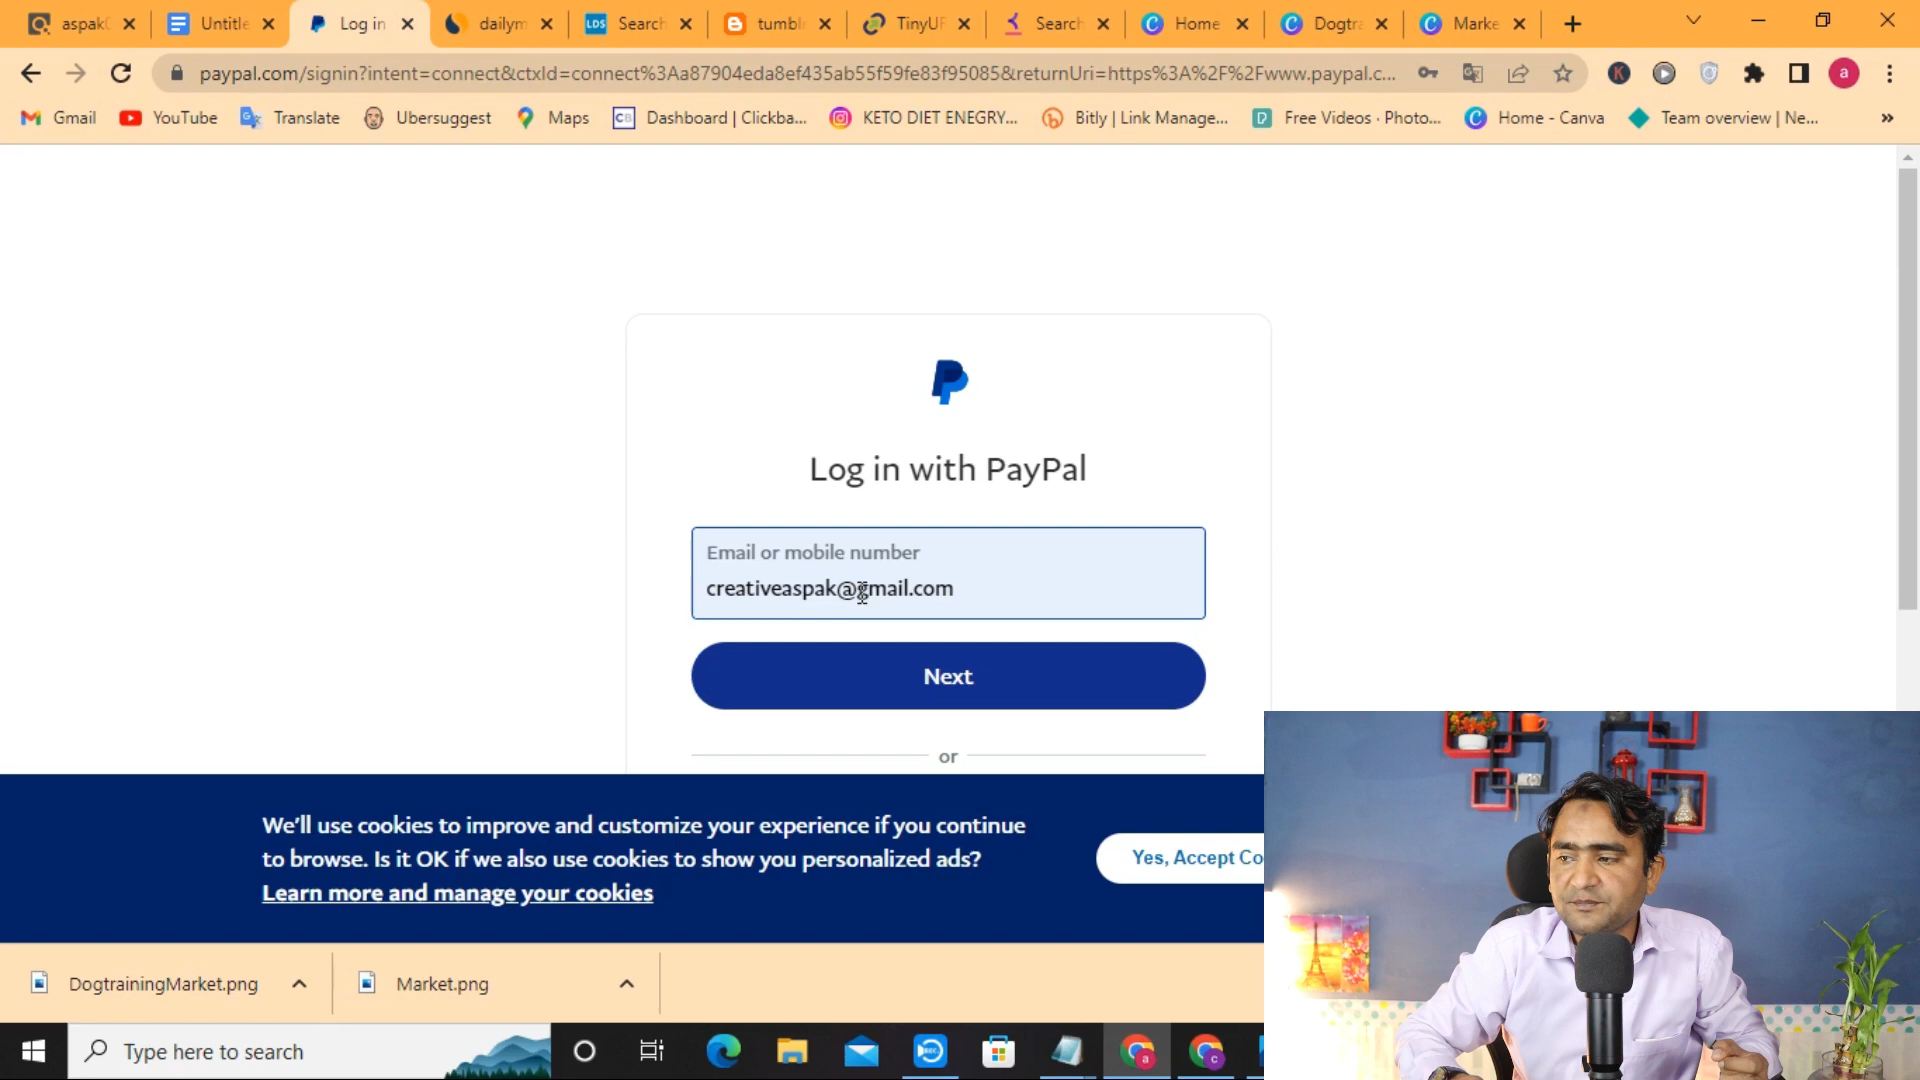 aspak
Untitle
Log in
dailym
LDS
Search
tumbl
TinyU
Search
Home
Dogtr
Marke
paypal.com/signin?intent=connect&ctxId=connect%3Aa87904eda8ef435ab55f59fe83f95085&returnUri=https%3A%2F%2Fwww.paypal.c...
K
a
Gmail
YouTube
Translate
Ubersuggest
Maps
CB
Dashboard | Clickba...
KETO DIET ENEGRY...
Bitly | Link Manage...
Free Videos · Photo...
Home - Canva
Team overview | Ne...
Log in with PayPal
Email or mobile number
creativeaspak@gmail.com
Next
or
We'll use cookies to improve and customize your experience if you continue
to browse. Is it OK if we also use cookies to show you personalized ads?
Learn more and manage your cookies
Yes, Accept Co
DogtrainingMarket.png
Market.png
Type here to search
REC
a
c